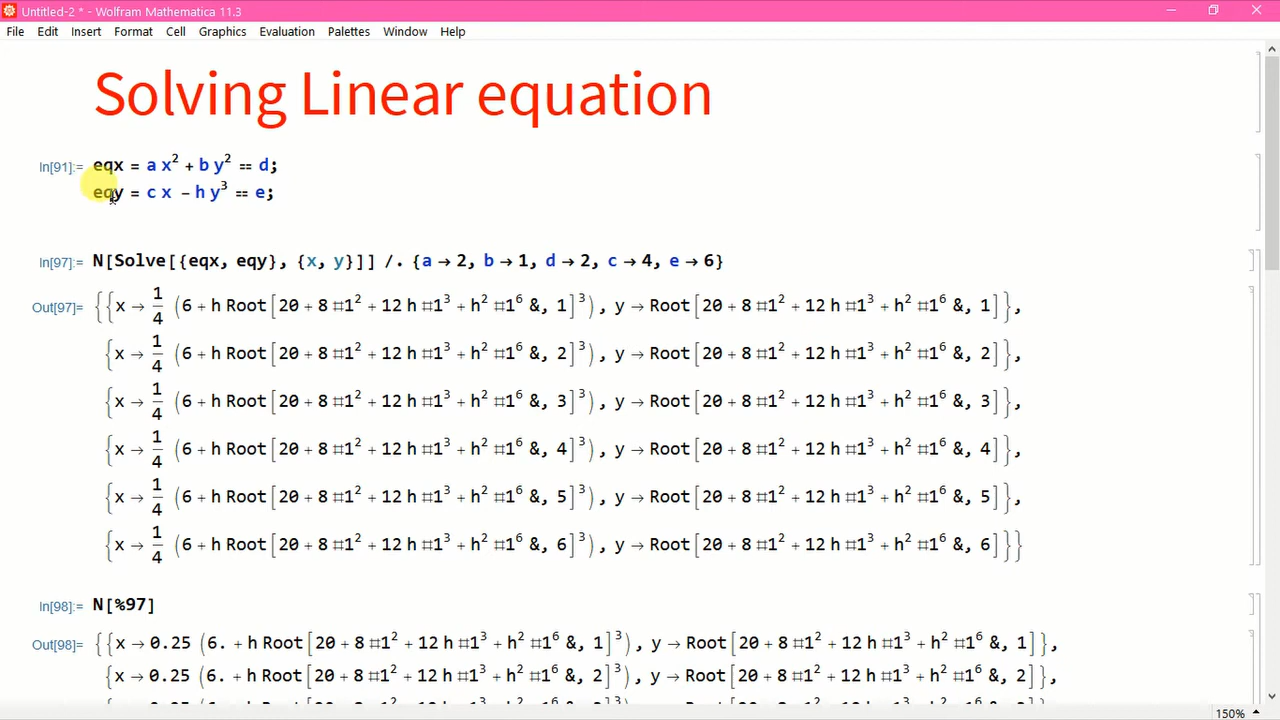 Untitled-2 * - Wolfram Mathematica 11.3
File Edit Insert Format Cell Graphics Evaluation Palettes Window Help
Solving Linear equation
In[91]:= eqx = a x² + b y² == d;
eqy = c x - h y³ == e;
In[97]:= N[Solve[{eqx, eqy}, {x, y}]] /. {a → 2, b → 1, d → 2, c → 4, e → 6}
Out[97]= {{x → 1/4 (6 + h Root[20 + 8 #1² + 12 h #1³ + h² #1⁶ &, 1]³), y → Root[20 + 8 #1² + 12 h #1³ + h² #1⁶ &, 1]},
{x → 1/4 (6 + h Root[20 + 8 #1² + 12 h #1³ + h² #1⁶ &, 2]³), y → Root[20 + 8 #1² + 12 h #1³ + h² #1⁶ &, 2]},
{x → 1/4 (6 + h Root[20 + 8 #1² + 12 h #1³ + h² #1⁶ &, 3]³), y → Root[20 + 8 #1² + 12 h #1³ + h² #1⁶ &, 3]},
{x → 1/4 (6 + h Root[20 + 8 #1² + 12 h #1³ + h² #1⁶ &, 4]³), y → Root[20 + 8 #1² + 12 h #1³ + h² #1⁶ &, 4]},
{x → 1/4 (6 + h Root[20 + 8 #1² + 12 h #1³ + h² #1⁶ &, 5]³), y → Root[20 + 8 #1² + 12 h #1³ + h² #1⁶ &, 5]},
{x → 1/4 (6 + h Root[20 + 8 #1² + 12 h #1³ + h² #1⁶ &, 6]³), y → Root[20 + 8 #1² + 12 h #1³ + h² #1⁶ &, 6]}}
In[98]:= N[%97]
Out[98]= {{x → 0.25 (6. + h Root[20 + 8 #1² + 12 h #1³ + h² #1⁶ &, 1]³), y → Root[20 + 8 #1² + 12 h #1³ + h² #1⁶ &, 1]},
{x → 0.25 (6. + h Root[20 + 8 #1² + 12 h #1³ + h² #1⁶ &, 2]³), y → Root[20 + 8 #1² + 12 h #1³ + h² #1⁶ &, 2]},
150%